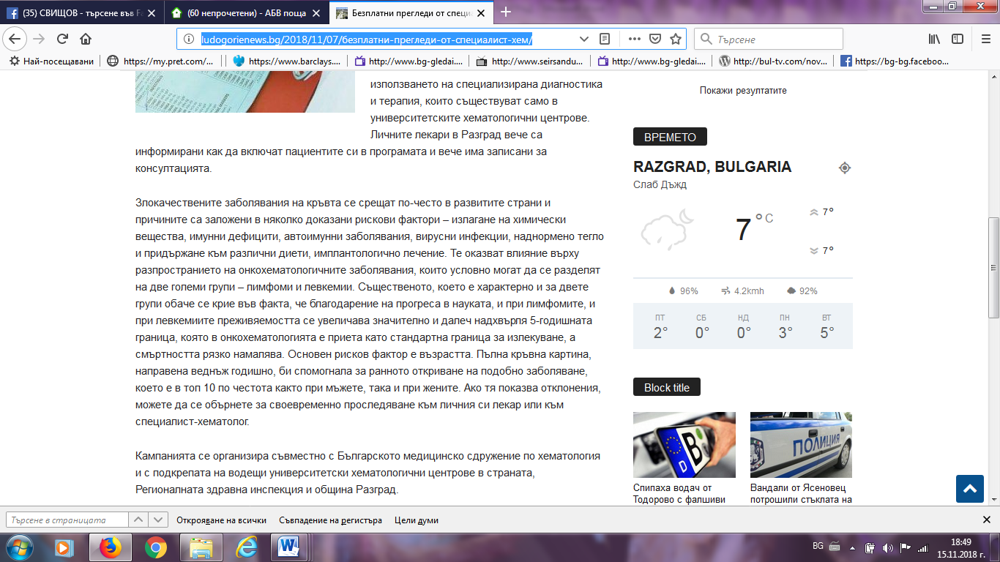 (35) СВИЩОВ - търсене във Fa
(60 непрочетени) - АБВ поща
Безплатни прегледи от специа
ludogorienews.bg/2018/11/07/безплатни-прегледи-от-специалист-хем/
Търсене
Най-посещавани
https://my.pret.com/...
https://www.barclays....
http://www.bg-gledai....
http://www.seirsandu...
http://www.bg-gledai....
http://bul-tv.com/nov...
https://bg-bg.faceboo...
използването на специализирана диагностика
и терапия, които съществуват само в
университетските хематологични центрове.
Личните лекари в Разград вече са
информирани как да включат пациентите си в програмата и вече има записани за
консултацията.
Злокачествените заболявания на кръвта се срещат по-често в развитите страни и
причините са заложени в няколко доказани рискови фактори – излагане на химически
вещества, имунни дефицити, автоимунни заболявания, вирусни инфекции, наднормено тегло
и придържане към различни диети, имплантологично лечение. Те оказват влияние върху
разпространието на онкохематологичните заболявания, които условно могат да се разделят
на две големи групи – лимфоми и левкемии. Същественото, което е характерно и за двете
групи обаче се крие във факта, че благодарение на прогреса в науката, и при лимфомите, и
при левкемиите преживяемостта се увеличава значително и далеч надхвърля 5-годишната
граница, която в онкохематологията е приета като стандартна граница за излекуване, а
смъртността рязко намалява. Основен рисков фактор е възрастта. Пълна кръвна картина,
направена веднъж годишно, би спомогнала за ранното откриване на подобно заболяване,
което е в топ 10 по честота както при мъжете, така и при жените. Ако тя показва отклонения,
можете да се обърнете за своевременно проследяване към личния си лекар или към
специалист-хематолог.
Кампанията се организира съвместно с Българското медицинско сдружение по хематология
и с подкрепата на водещи университетски хематологични центрове в страната,
Регионалната здравна инспекция и община Разград.
Покажи резултатите
ВРЕМЕТО
RAZGRAD, BULGARIA
Слаб Дъжд
7 °C
7°
7°
96% 4.2kmh 92%
ПТ СБ НД ПН ВТ
2° 0° 0° 3° 5°
Block title
B
D
ПОЛИЦИЯ
Спипаха водач от
Тодорово с фалшиви
Вандали от Ясеновец
потрошили стъклата на
Търсене в страницата
Открояване на всички
Съвпадение на регистъра
Цели думи
BG
18:49
15.11.2018 г.